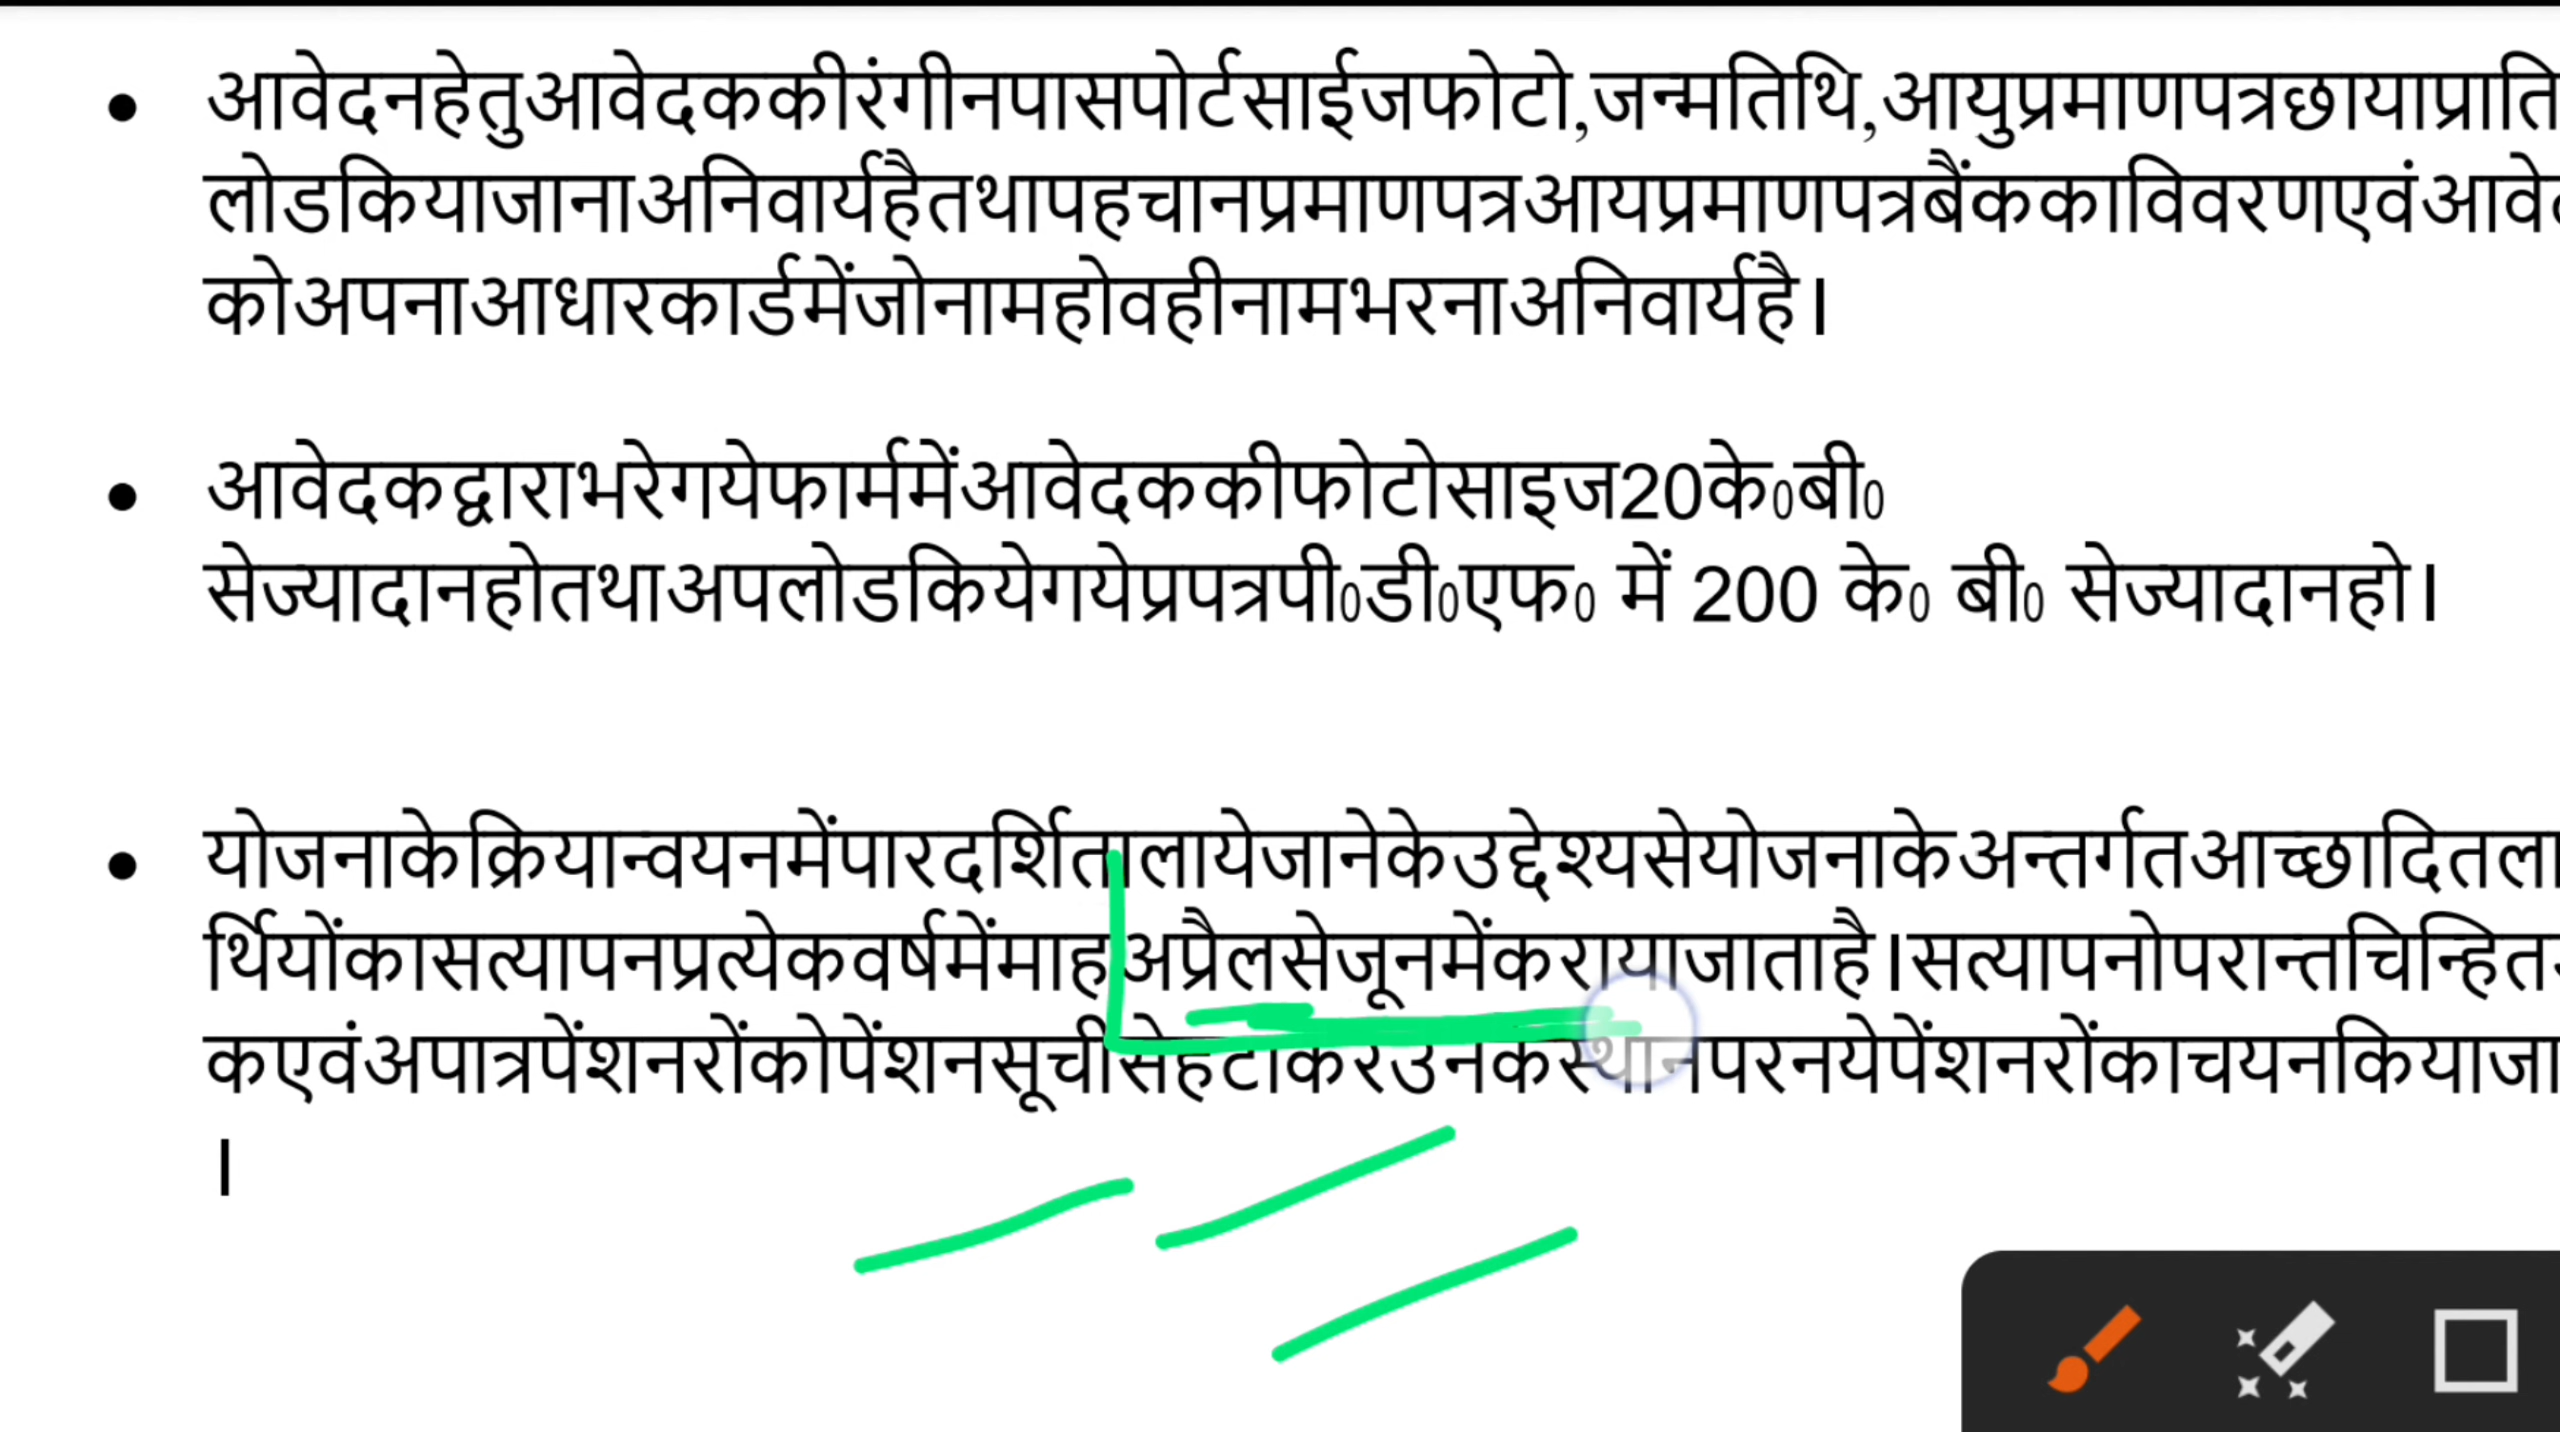 आवेदनहेतुआवेदककीरंगीनपासपोर्टसाईजफोटो,जन्मतिथि,आयुप्रमाणपत्रछायाप्राति
लोडकियाजानाअनिवार्यहैतथापहचानप्रमाणपत्रआयप्रमाणपत्रबैंककाविवरणएवंआवे
कोअपनाआधारकार्डमेंजोनामहोवहीनामभरनाअनिवार्यहै।
आवेदकद्वाराभरेगयेफार्ममेंआवेदककीफोटोसाइज20के0बी0
सेज्यादानहोतथाअपलोडकियेगयेप्रपत्रपी0डी0एफ0 में 200 के0 बी0 सेज्यादानहो।
योजनाकेक्रियान्वयनमेंपारदर्शितालायेजानेकेउद्देश्यसेयोजनाकेअन्तर्गतआच्छादितला
र्थियोंकासत्यापनप्रत्येकवर्षमेंमाहअप्रैलसेजूनमेंकरायाजाताहै।सत्यापनोपरान्तचिन्हित
कएवंअपात्रपेंशनरोंकोपेंशनसूचीसेहटाकरउनकेस्थानपरनयेपेंशनरोंकाचयनकियाजा
।